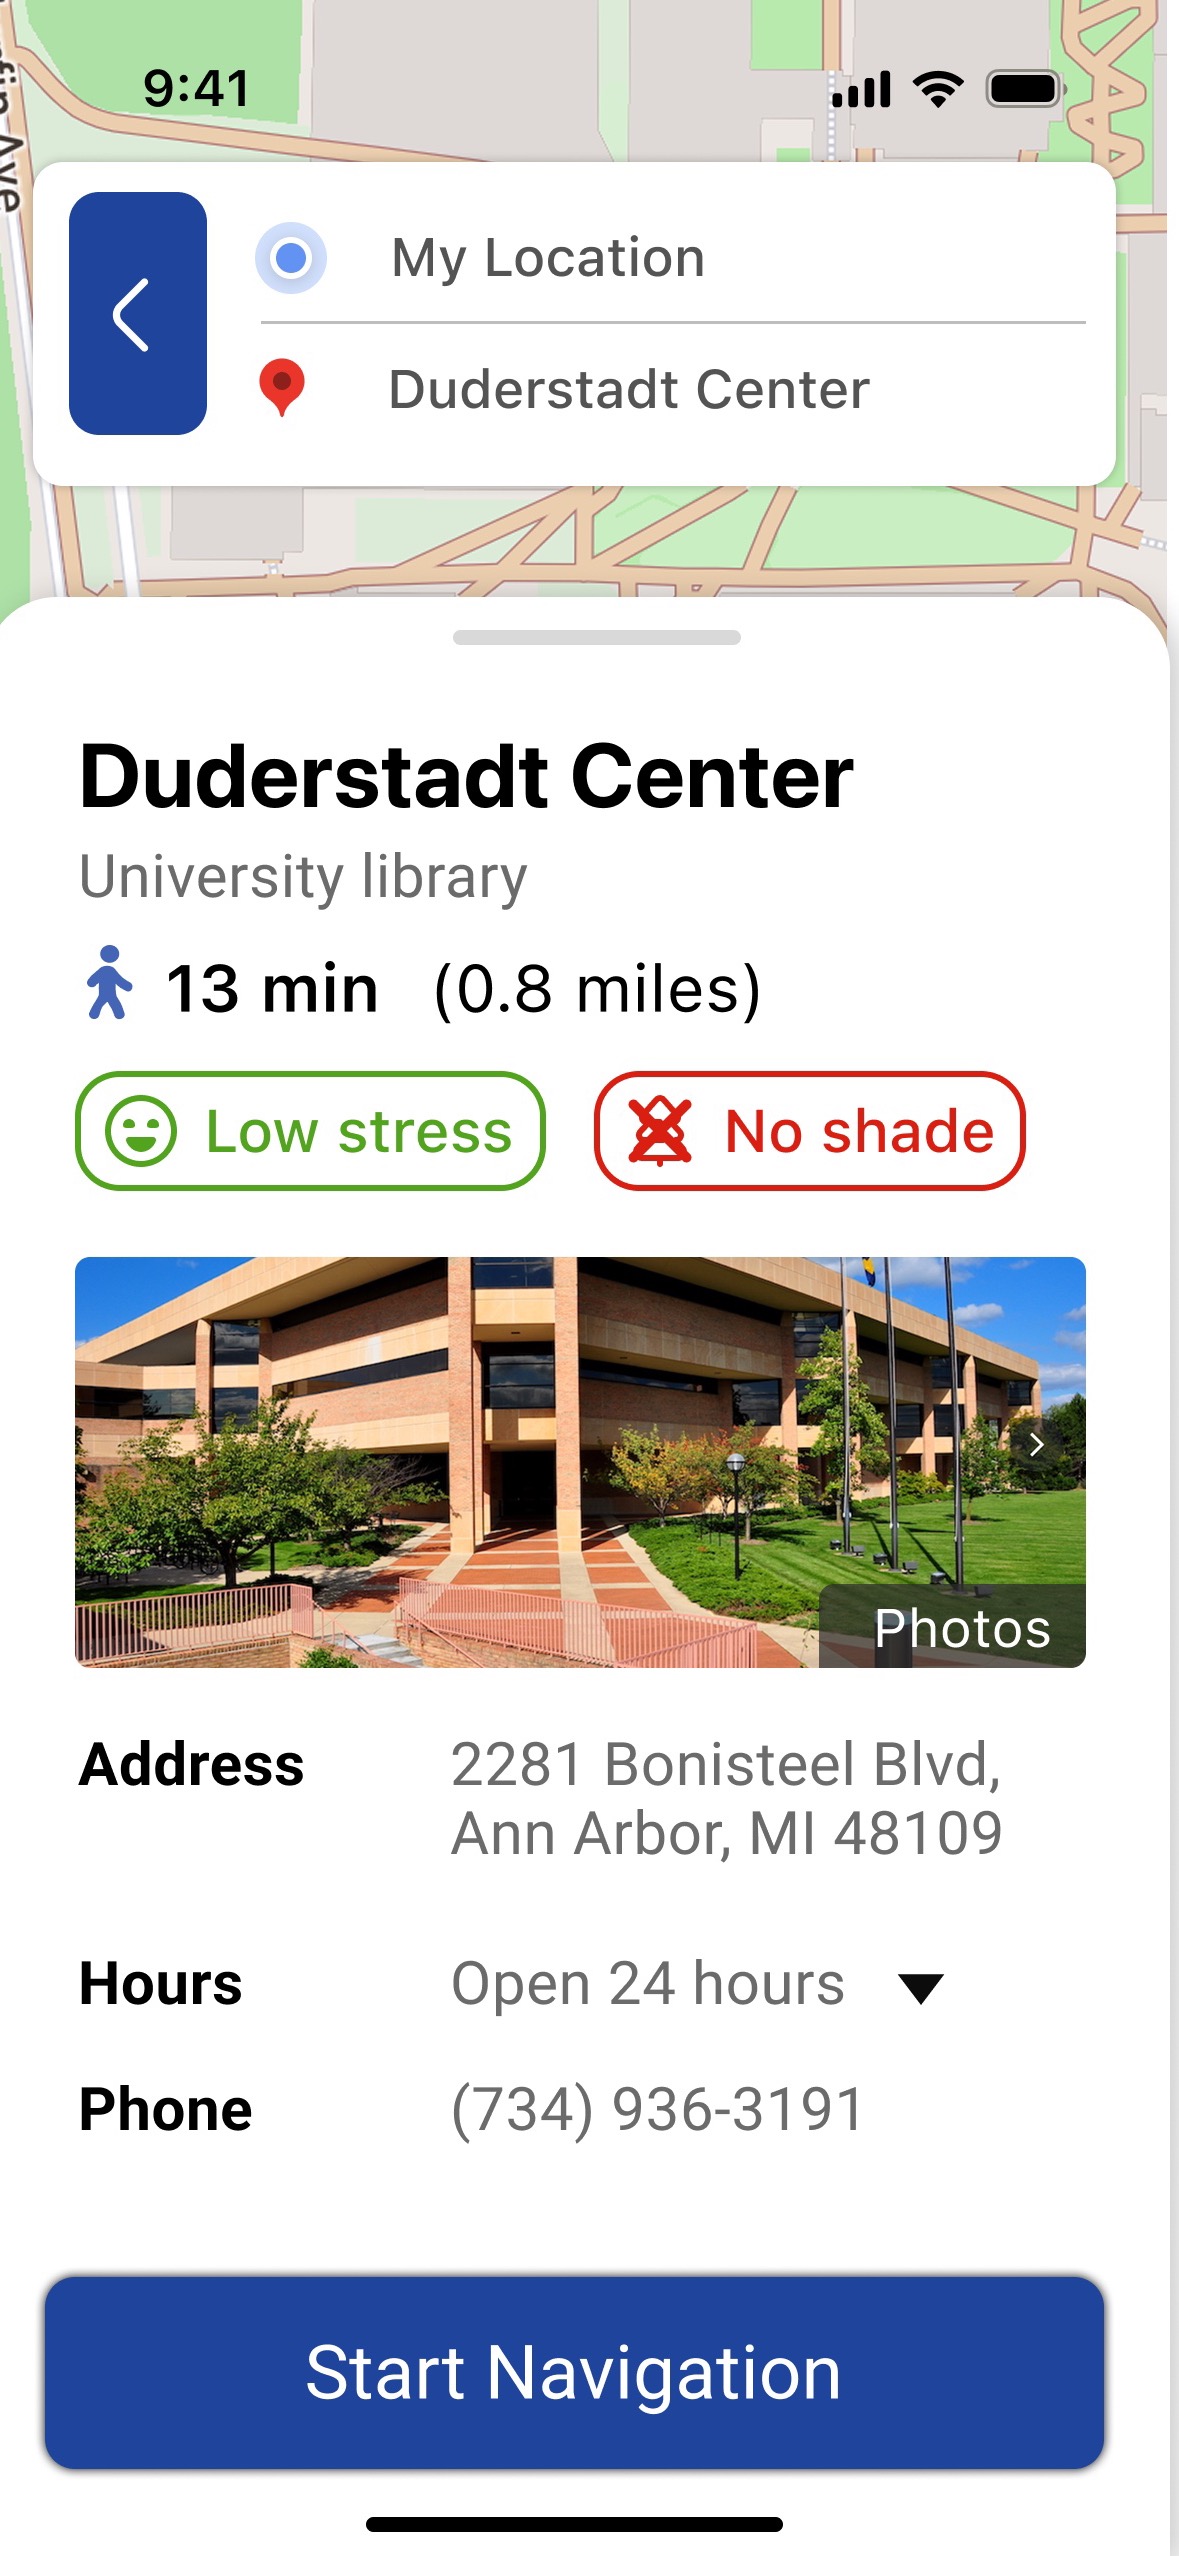 9:41
fin Ave
My Location
Duderstadt Center
Duderstadt Center
University library
13 min (0.8 miles)
Low stress
No shade
Photos
Address
2281 Bonisteel Blvd,
Ann Arbor, MI 48109
Hours
Open 24 hours
Phone
(734) 936-3191
Start Navigation